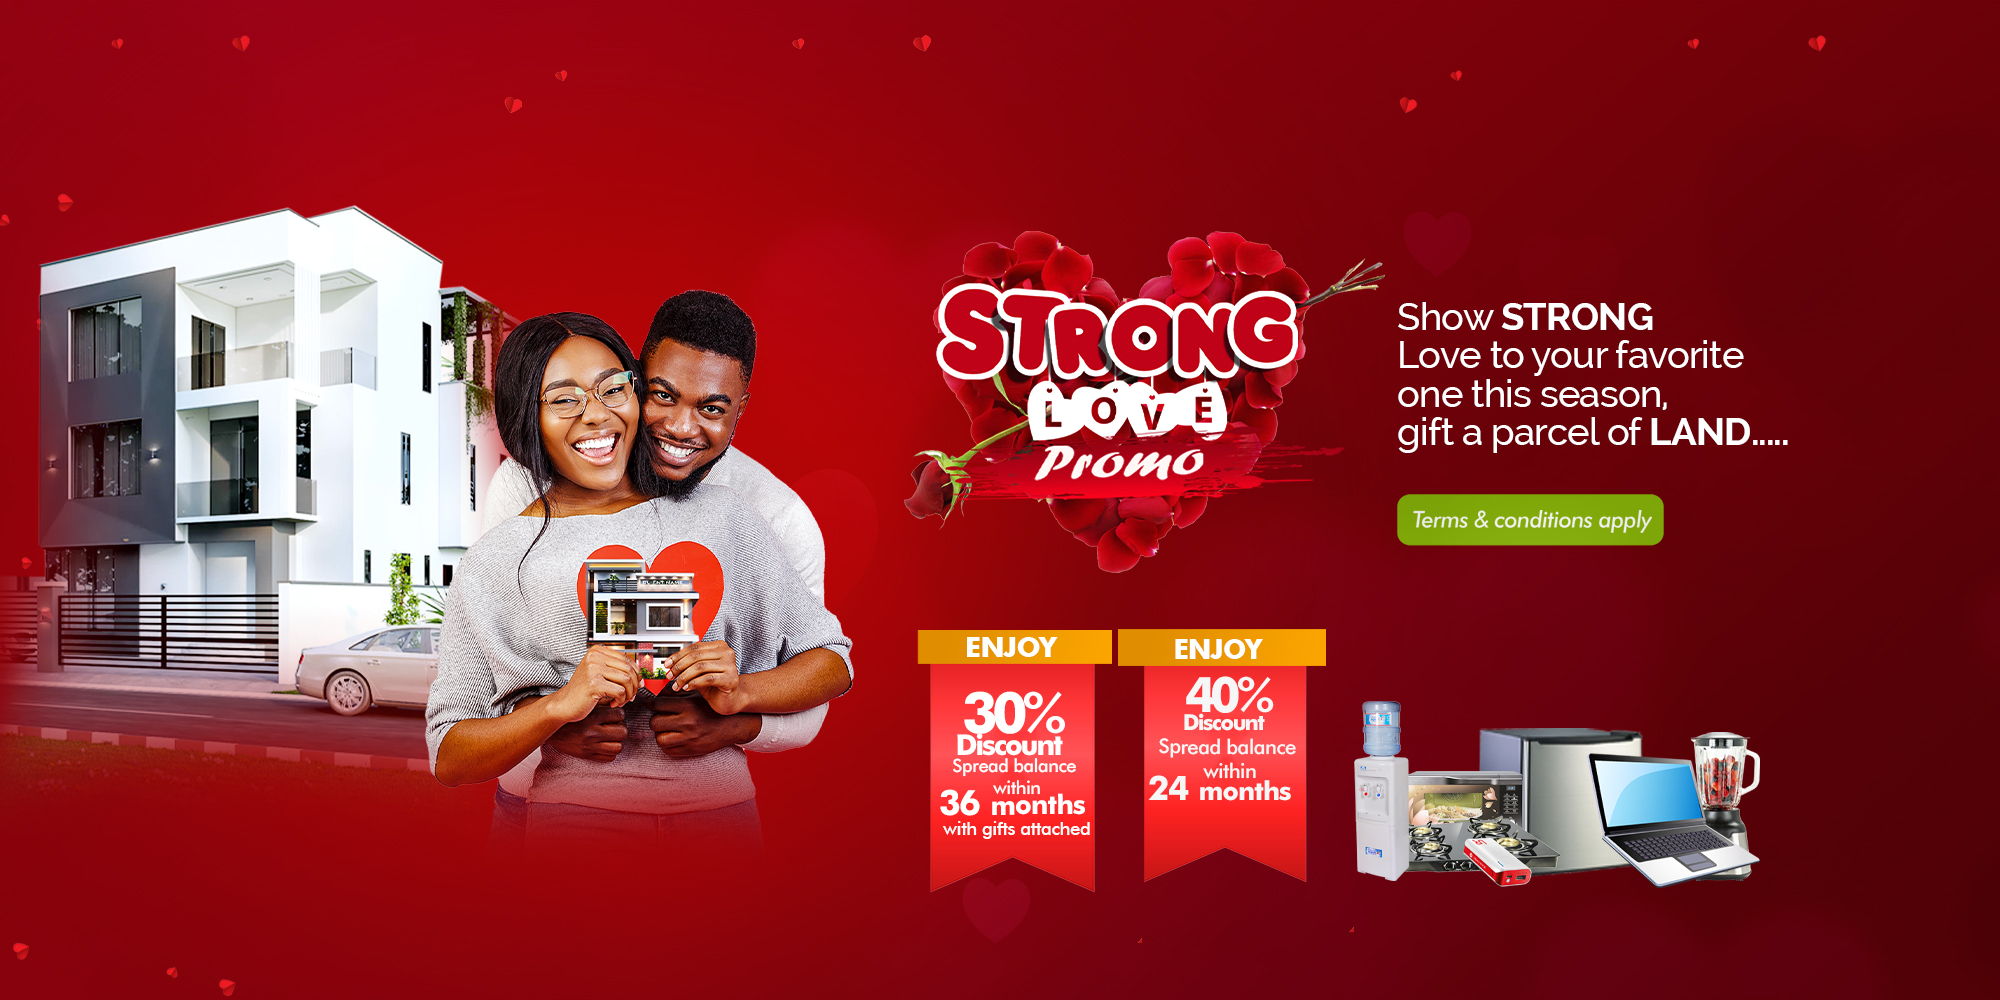 STRONG
LOVE
Promo
Show STRONG
Love to your favorite
one this season,
gift a parcel of LAND.....
Terms & conditions apply
ENJOY
30%
Discount
Spread balance
within
36 months
with gifts attached
ENJOY
40%
Discount
Spread balance
within
24 months